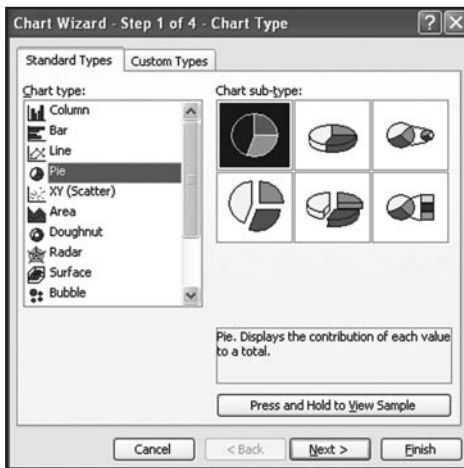 Chart Wizard - Step 1 of 4 - Chart Type
Standard Types
Custom Types
Chart type:
Column
Bar
Line
Pie
XY (Scatter)
Area
Doughnut
Radar
Surface
Bubble
Chart sub-type:
Pie. Displays the contribution of each value
to a total.
Press and Hold to View Sample
Cancel
< Back
Next >
Finish